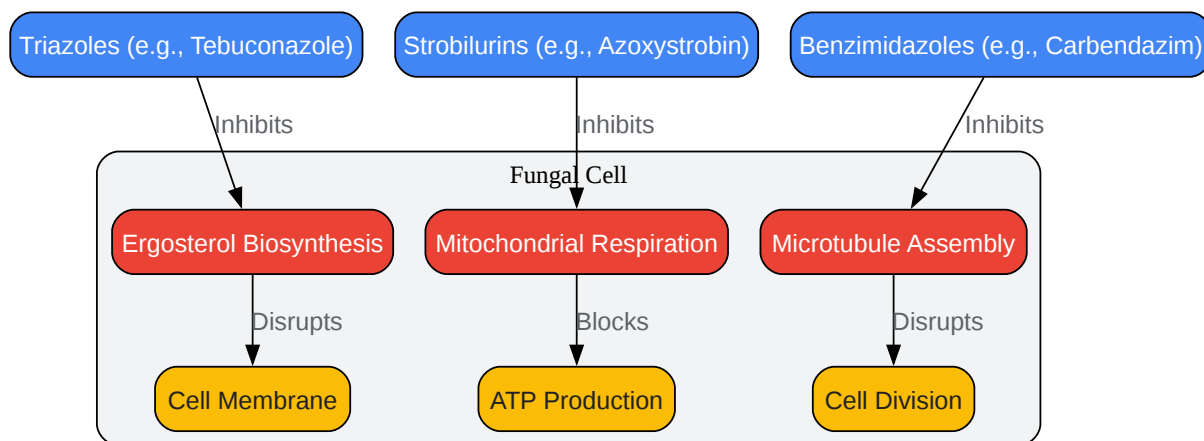 Triazoles (e.g., Tebuconazole)
Strobilurins (e.g., Azoxystrobin)
Benzimidazoles (e.g., Carbendazim)
Inhibits
Inhibits
Inhibits
Fungal Cell
Ergosterol Biosynthesis
Mitochondrial Respiration
Microtubule Assembly
Disrupts
Blocks
Disrupts
Cell Membrane
ATP Production
Cell Division